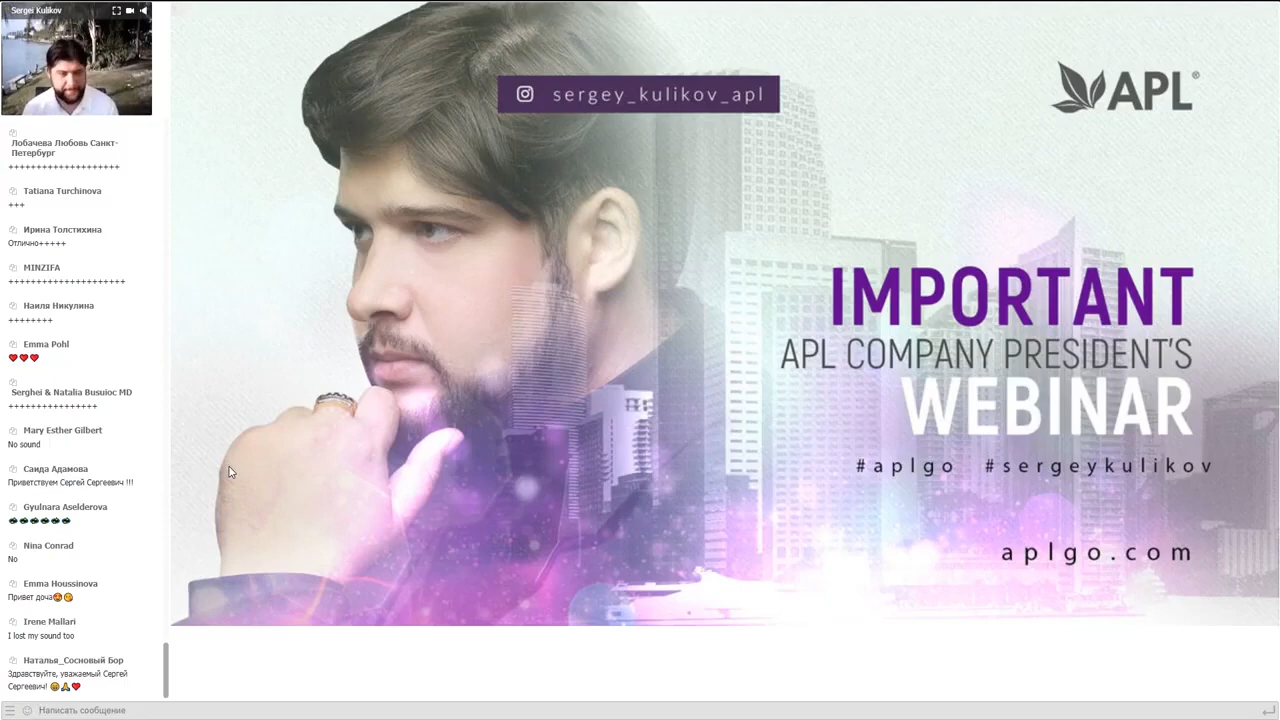 Sergei Kulikov
Лобачева Любовь Санкт-
Петербург
++++++++++++++++++++
Tatiana Turchinova
+++
Ирина Толстихина
Отлично+++++
MINZIFA
+++++++++++++++++++++
Наиля Никулина
++++++++
Emma Pohl
❤❤❤
Serghei & Natalia Busuioc MD
++++++++++++++++
Mary Esther Gilbert
No sound
Саида Адамова
Приветствуем Сергей Сергеевич !!!
Gyulnara Aselderova
Nina Conrad
No
Emma Houssinova
Привет доча😍😘
Irene Mallari
I lost my sound too
Наталья_Сосновый Бор
Здравствуйте, уважаемый Сергей
Сергеевич! 😄🙏❤
Написать сообщение
sergey_kulikov_apl
APL®
IMPORTANT
APL COMPANY PRESIDENT'S
WEBINAR
#aplgo #sergeykulikov
aplgo.com